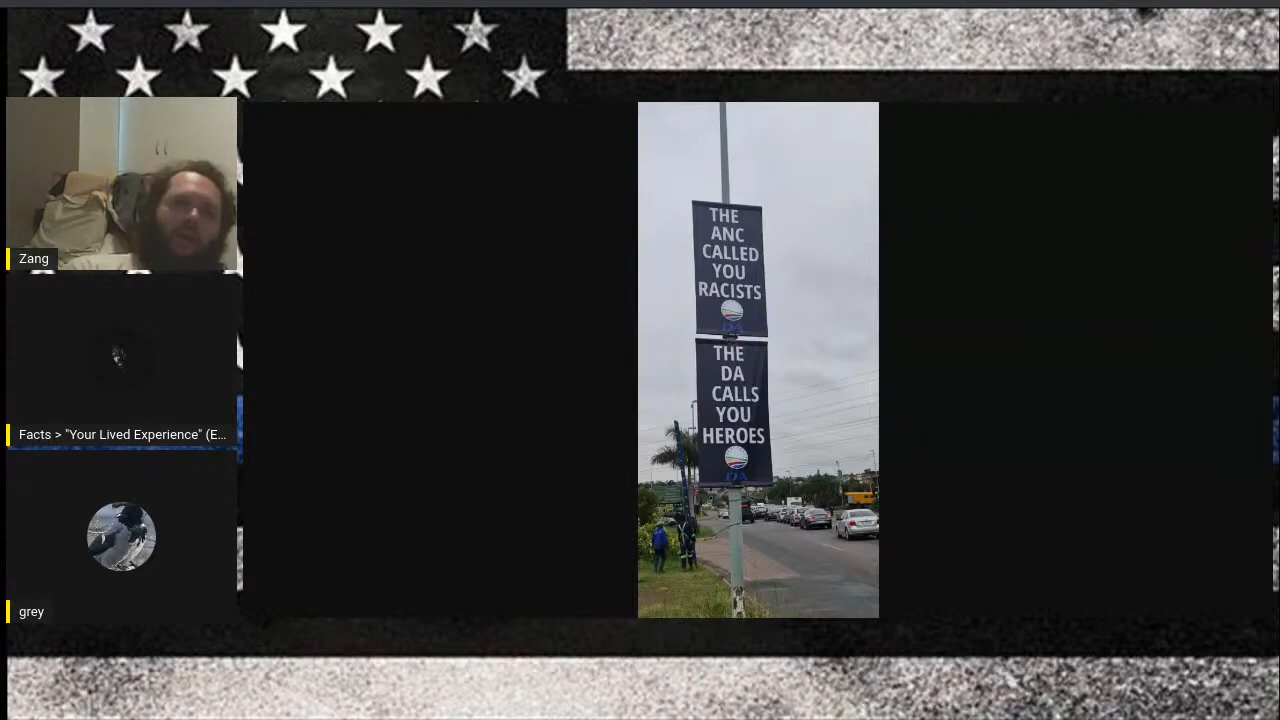 Zang
Facts > "Your Lived Experience" (E...
grey
THE
ANC
CALLED
YOU
RACISTS
DA
THE
DA
CALLS
YOU
HEROES
DA